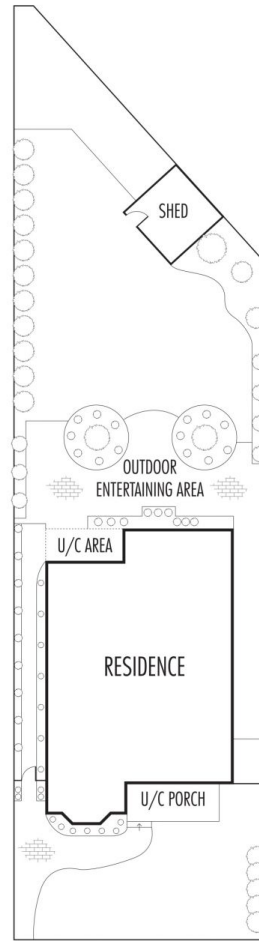 SHED
OUTDOOR
ENTERTAINING AREA
U/C AREA
RESIDENCE
U/C PORCH